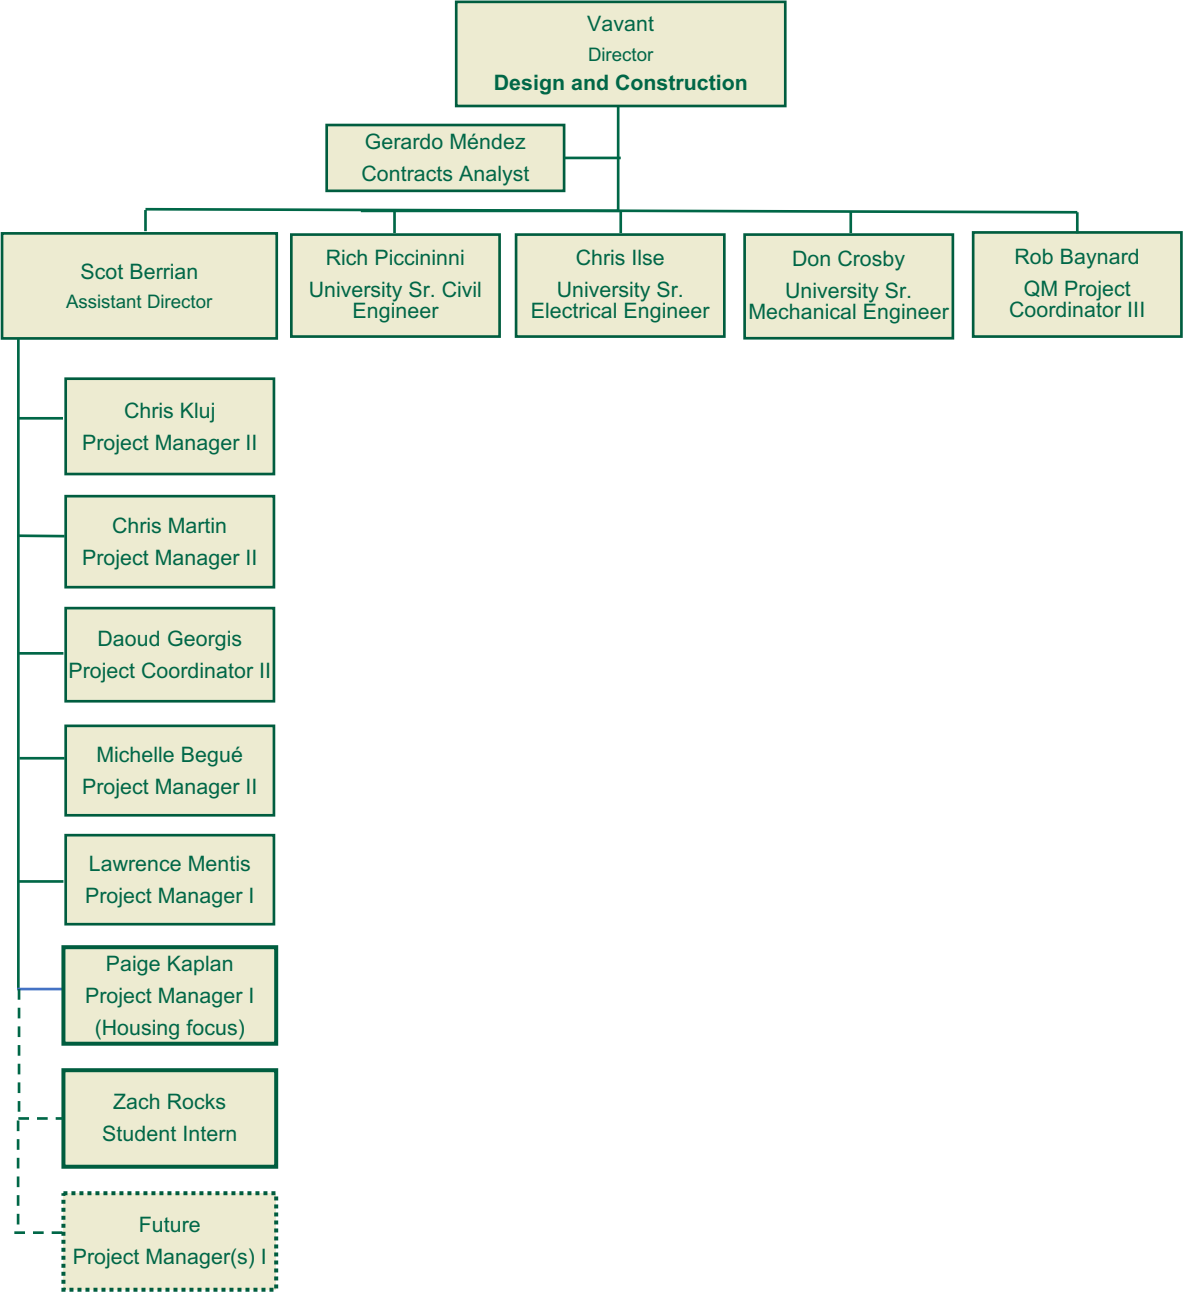 Vavant
Director
Design and Construction
Gerardo Méndez
Contracts Analyst
Scot Berrian
Assistant Director
Rich Piccininni
University Sr. Civil
Engineer
Chris Ilse
University Sr.
Electrical Engineer
Don Crosby
University Sr.
Mechanical Engineer
Rob Baynard
QM Project
Coordinator III
Chris Kluj
Project Manager II
Chris Martin
Project Manager II
Daoud Georgis
Project Coordinator II
Michelle Begué
Project Manager II
Lawrence Mentis
Project Manager I
Paige Kaplan
Project Manager I
(Housing focus)
Zach Rocks
Student Intern
Future
Project Manager(s) I